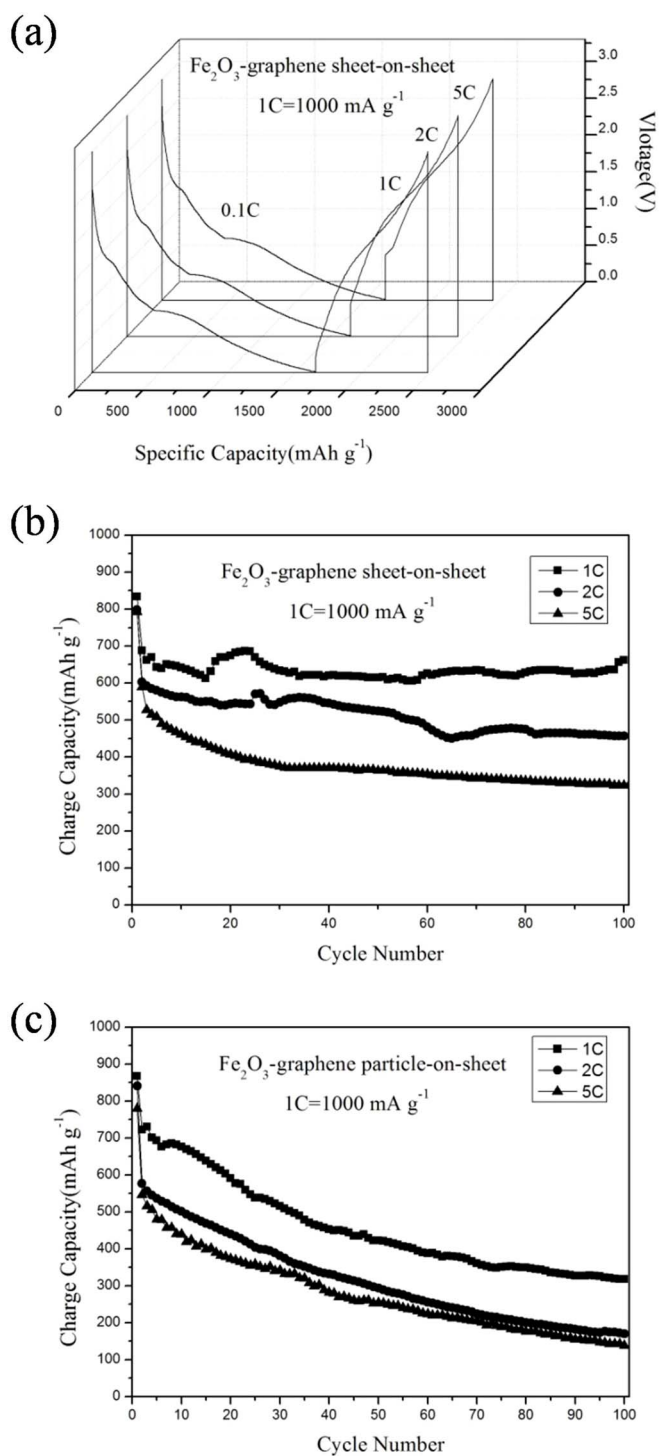 (a)
Fe₂O₃-graphene sheet-on-sheet
1C=1000 mA g⁻¹
0.1C
1C
2C
5C
3.0
2.5
2.0
1.5
1.0
0.5
0.0
Vlotage(V)
0 500 1000 1500 2000 2500 3000
Specific Capacity(mAh g⁻¹)
(b)
Fe₂O₃-graphene sheet-on-sheet
1C=1000 mA g⁻¹
1C
2C
5C
1000
900
800
700
600
500
400
300
200
100
0
Charge Capacity(mAh g⁻¹)
0 20 40 60 80 100
Cycle Number
(c)
Fe₂O₃-graphene particle-on-sheet
1C=1000 mA g⁻¹
1C
2C
5C
1000
900
800
700
600
500
400
300
200
100
0
Charge Capacity(mAh g⁻¹)
0 10 20 30 40 50 60 70 80 90 100
Cycle Number